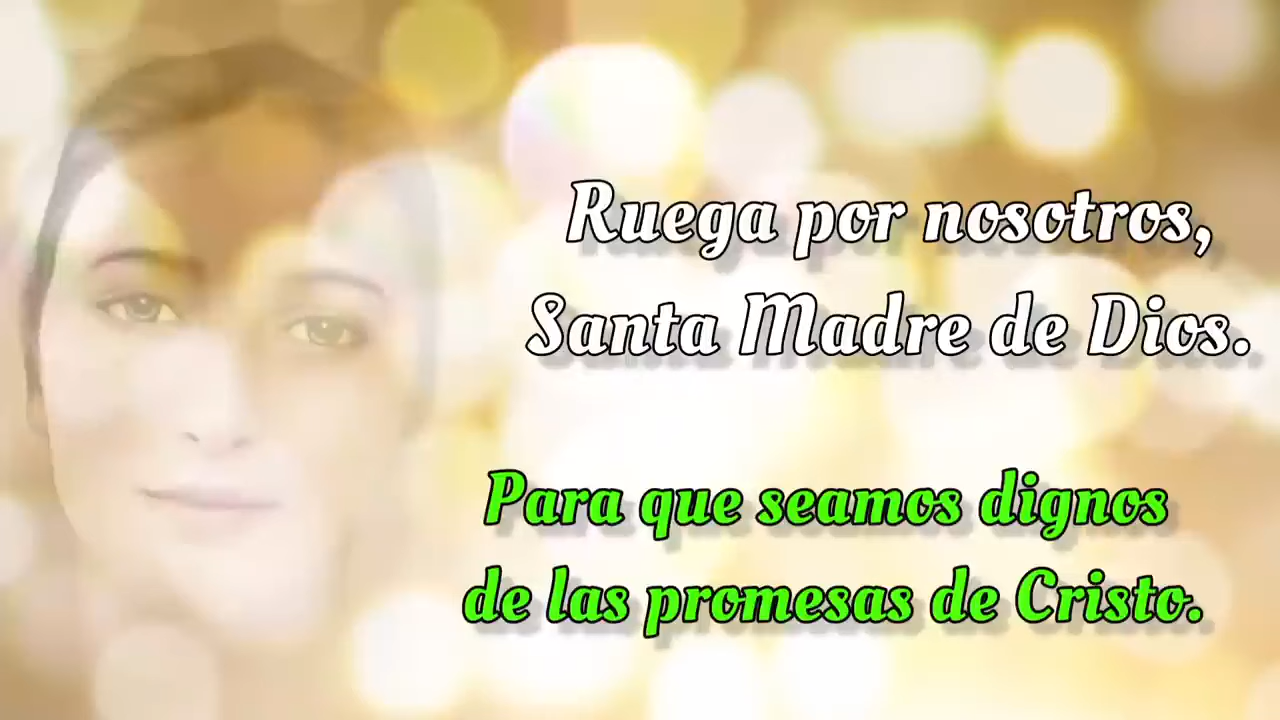 Ruega por nosotros,
Santa Madre de Dios.
Para que seamos dignos
de las promesas de Cristo.